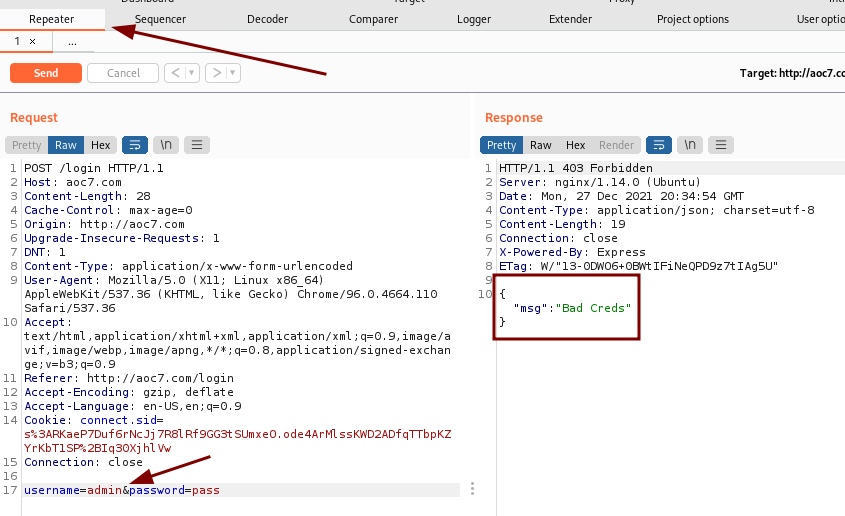 Dashboard Target Proxy
Repeater Sequencer Decoder Comparer Logger Extender Project options User optio
1 × ...
Send Cancel < ▾ > ▾ Target: http://aoc7.co
Request
Pretty Raw Hex \n
1 POST /login HTTP/1.1
2 Host: aoc7.com
3 Content-Length: 28
4 Cache-Control: max-age=0
5 Origin: http://aoc7.com
6 Upgrade-Insecure-Requests: 1
7 DNT: 1
8 Content-Type: application/x-www-form-urlencoded
9 User-Agent: Mozilla/5.0 (X11; Linux x86_64)
AppleWebKit/537.36 (KHTML, like Gecko) Chrome/96.0.4664.110
Safari/537.36
10 Accept:
text/html,application/xhtml+xml,application/xml;q=0.9,image/a
vif,image/webp,image/apng,*/*;q=0.8,application/signed-exchan
ge;v=b3;q=0.9
11 Referer: http://aoc7.com/login
12 Accept-Encoding: gzip, deflate
13 Accept-Language: en-US,en;q=0.9
14 Cookie: connect.sid=
s%3ARKaeP7Duf6rNcJj7R8lRf9GG3tSUmxeO.ode4ArMlssKWD2ADfqTTbpKZ
YrKbT1SP%2BIq30XjhlVw
15 Connection: close
16
17 username=admin&password=pass
Response
Pretty Raw Hex Render \n
1 HTTP/1.1 403 Forbidden
2 Server: nginx/1.14.0 (Ubuntu)
3 Date: Mon, 27 Dec 2021 20:34:54 GMT
4 Content-Type: application/json; charset=utf-8
5 Content-Length: 19
6 Connection: close
7 X-Powered-By: Express
8 ETag: W/"13-0DWO6+0BWtIFiNeQPD9z7tIAg5U"
9
10 {
"msg":"Bad Creds"
}